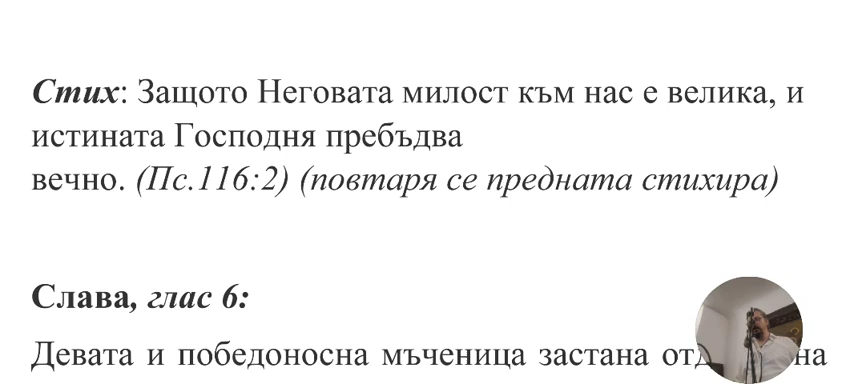 Стих: Защото Неговата милост към нас е велика, и
истината Господня пребъдва
вечно. (Пс.116:2) (повтаря се предната стихира)
Слава, глас 6:
Девата и победоносна мъченица застана на